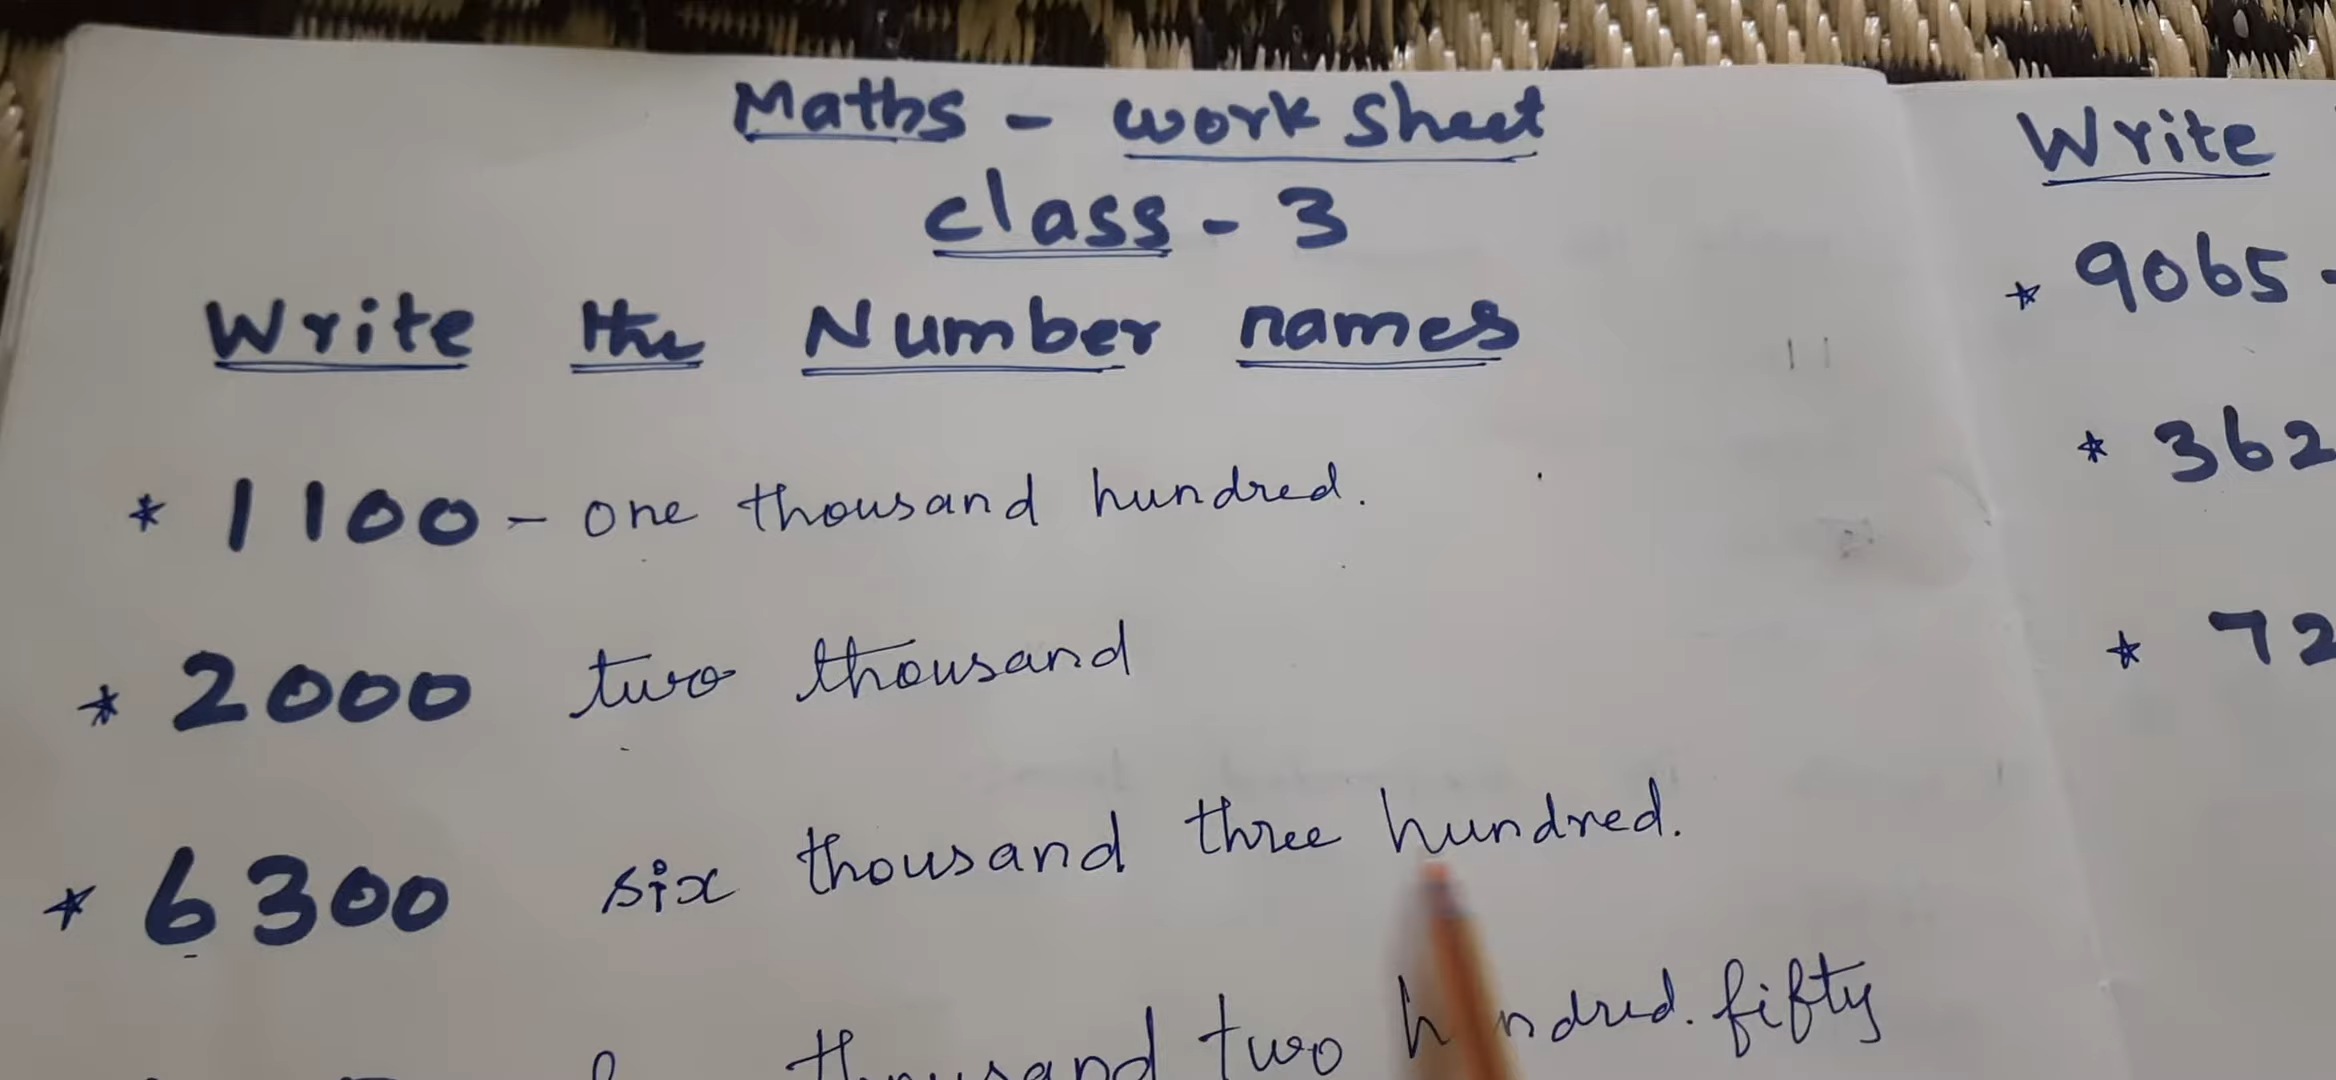 Maths - work sheet
class - 3
Write the Number names
* 1100 - one thousand hundred.
* 2000 two thousand
* 6300 six thousand three hundred.
thousand two hundred. fifty
Write
* 9065 -
* 362
* 72